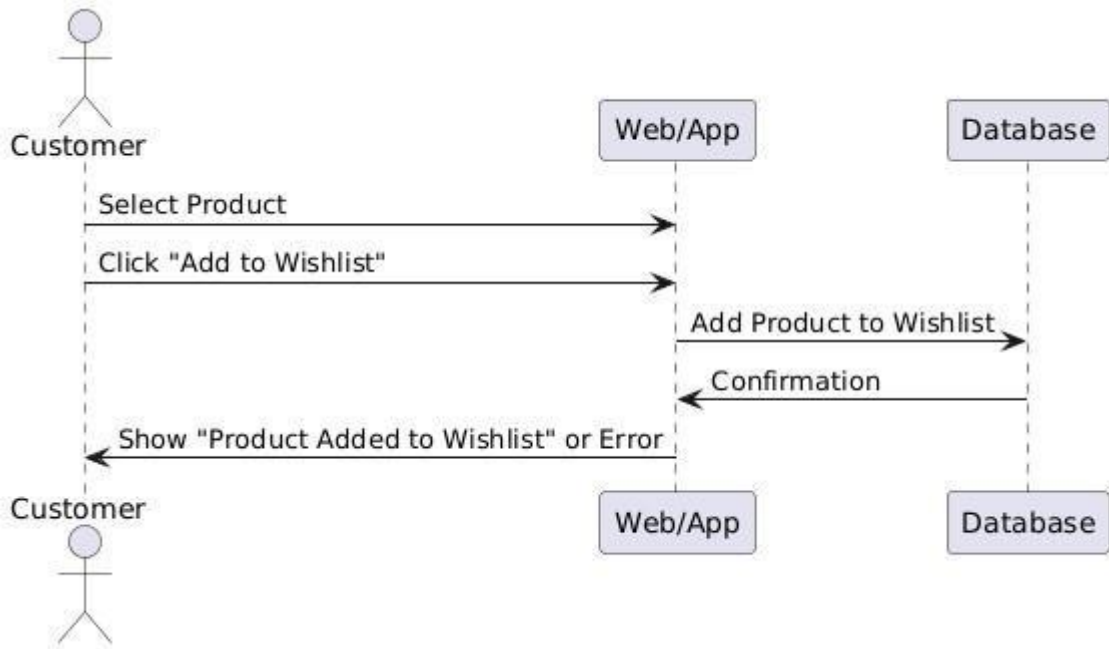 Customer
Web/App
Database
Select Product
Click "Add to Wishlist"
Add Product to Wishlist
Confirmation
Show "Product Added to Wishlist" or Error
Customer
Web/App
Database